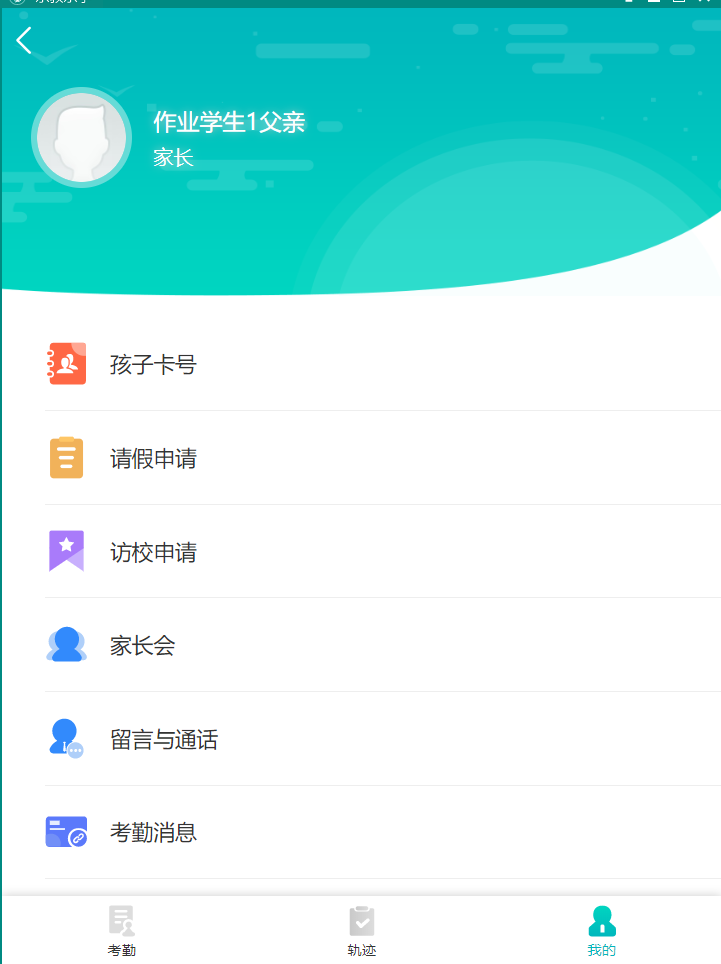 作业学生1父亲
家长
孩子卡号
请假申请
访校申请
家长会
留言与通话
考勤消息
考勤
轨迹
我的